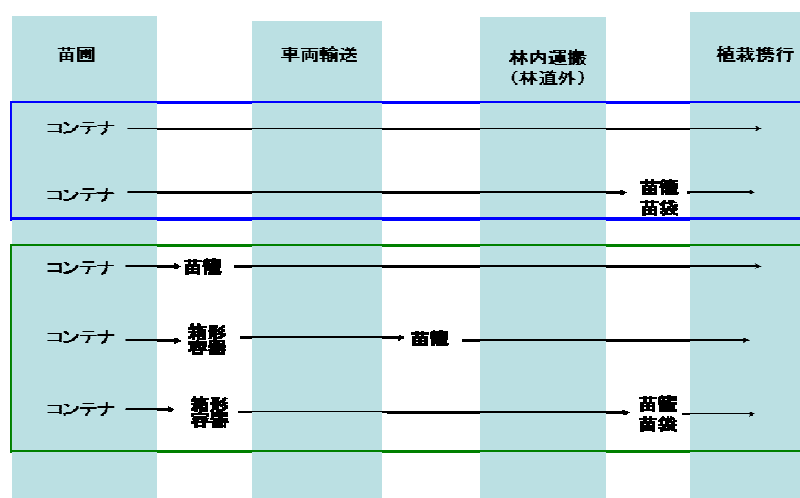 苗圃 車両輸送 林内運搬 植栽携行
(林道外)
コンテナ
コンテナ 苗籠
苗袋
コンテナ 苗籠
コンテナ 箱形 苗籠
容器
コンテナ 箱形 苗籠
容器 苗袋